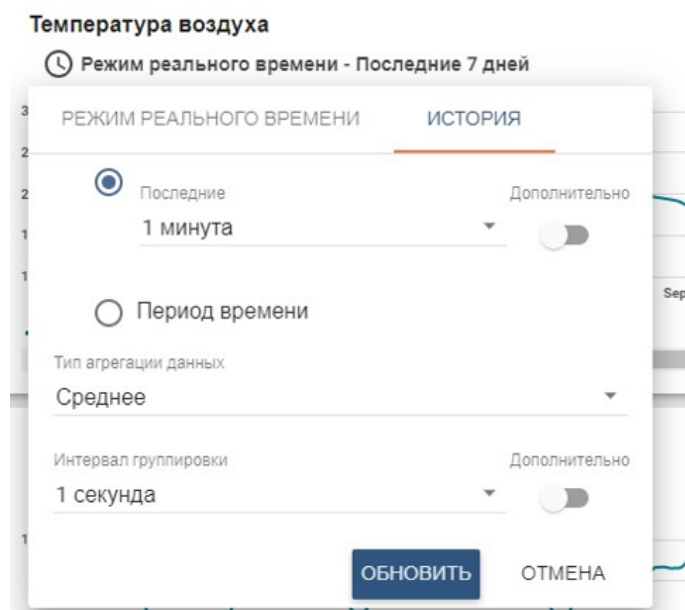 Температура воздуха
Режим реального времени - Последние 7 дней
РЕЖИМ РЕАЛЬНОГО ВРЕМЕНИ ИСТОРИЯ
Последние Дополнительно
1 минута
Период времени
Sep
Тип агрегации данных
Среднее
Интервал группировки Дополнительно
1 секунда
ОБНОВИТЬ ОТМЕНА